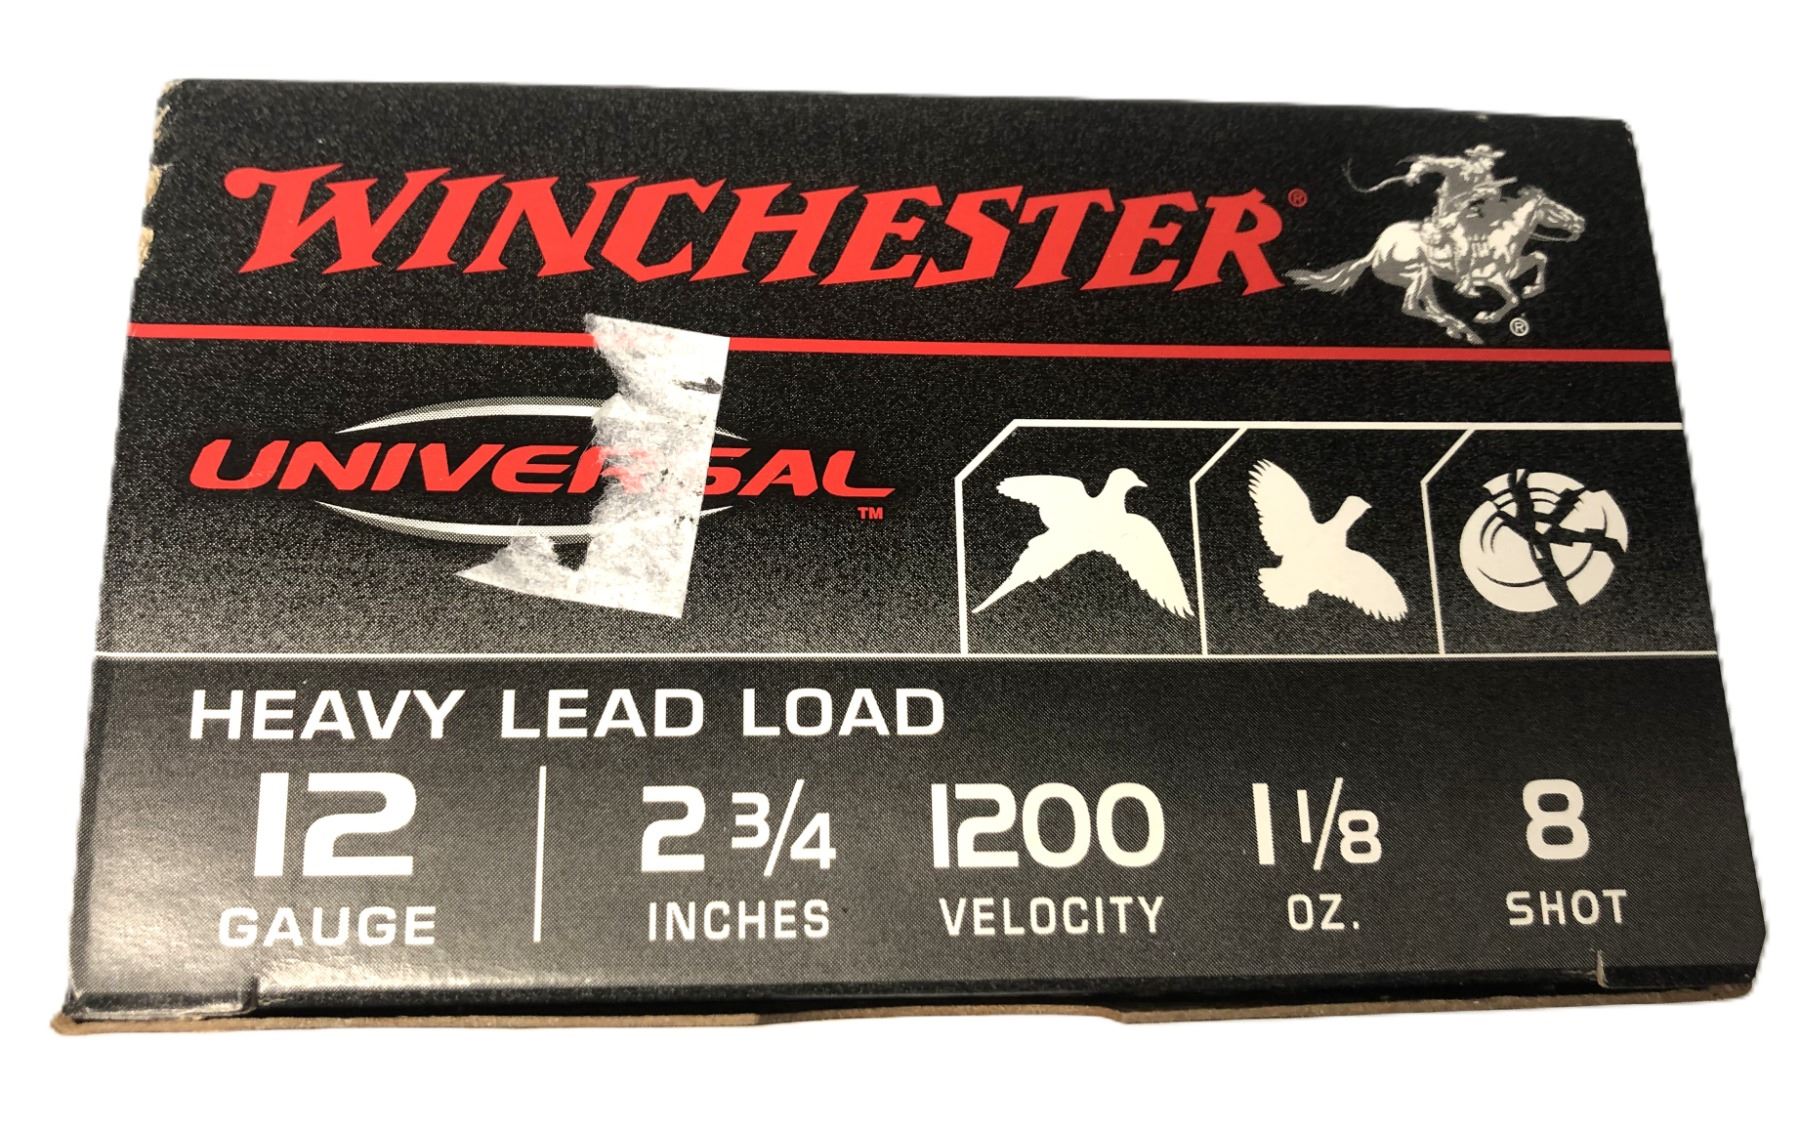 WINCHESTER®
®
UNIVERSAL™
HEAVY LEAD LOAD
12 GAUGE
2 3/4 INCHES
1200 VELOCITY
1 1/8 OZ.
8 SHOT